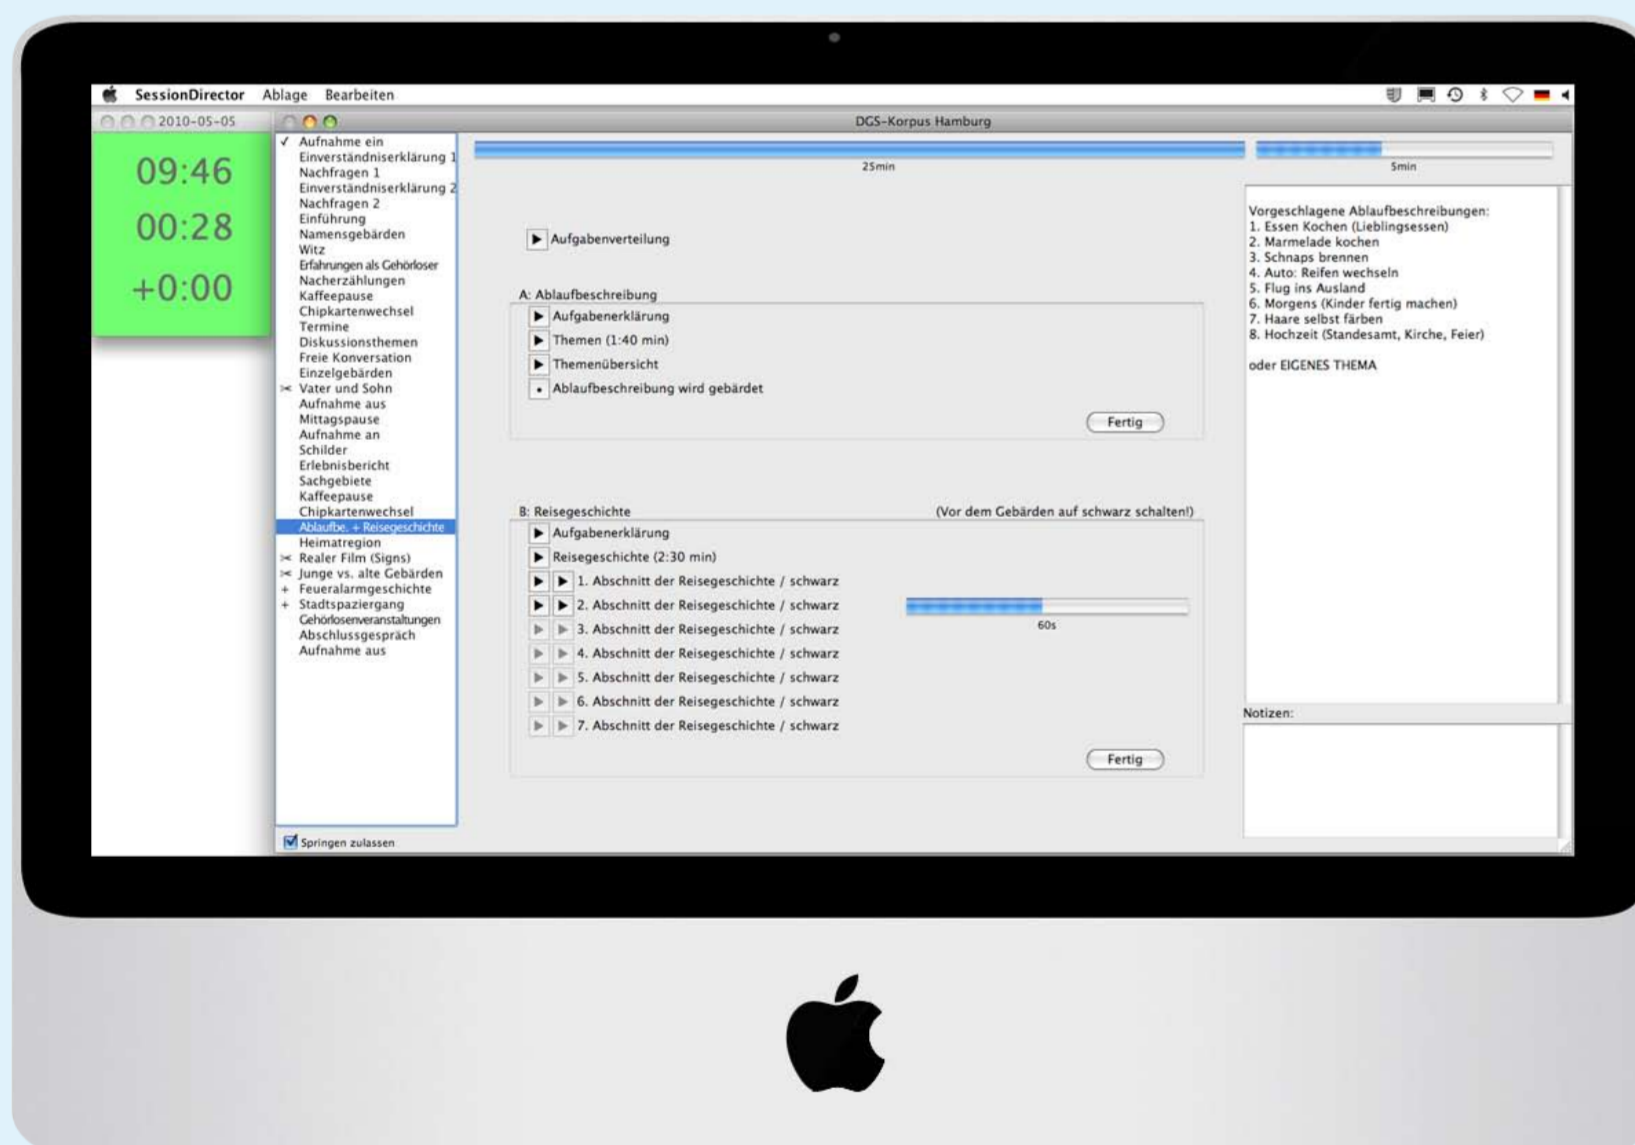 SessionDirector Ablage Bearbeiten
2010-05-05
09:46
00:28
+0:00
DGS-Korpus Hamburg
✓ Aufnahme ein
Einverständniserklärung 1
Nachfragen 1
Einverständniserklärung 2
Nachfragen 2
Einführung
Namensgebärden
Witz
Erfahrungen als Gehörloser
Nacherzählungen
Kaffeepause
Chipkartenwechsel
Termine
Diskussionsthemen
Freie Konversation
Einzelgebärden
Vater und Sohn
Aufnahme aus
Mittagspause
Aufnahme an
Schilder
Erlebnisbericht
Sachgebiete
Kaffeepause
Chipkartenwechsel
Ablaufbe. + Reisegeschichte
Heimatregion
Realer Film (Signs)
Junge vs. alte Gebärden
+ Feueralarmgeschichte
+ Stadtspaziergang
Gehörlosenveranstaltungen
Abschlussgespräch
Aufnahme aus
Springen zulassen
25min
5min
Aufgabenverteilung
A: Ablaufbeschreibung
Aufgabenerklärung
Themen (1:40 min)
Themenübersicht
Ablaufbeschreibung wird gebärdet
Fertig
B: Reisegeschichte (Vor dem Gebärden auf schwarz schalten!)
Aufgabenerklärung
Reisegeschichte (2:30 min)
1. Abschnitt der Reisegeschichte / schwarz
2. Abschnitt der Reisegeschichte / schwarz
60s
3. Abschnitt der Reisegeschichte / schwarz
4. Abschnitt der Reisegeschichte / schwarz
5. Abschnitt der Reisegeschichte / schwarz
6. Abschnitt der Reisegeschichte / schwarz
7. Abschnitt der Reisegeschichte / schwarz
Fertig
Vorgeschlagene Ablaufbeschreibungen:
1. Essen Kochen (Lieblingsessen)
2. Marmelade kochen
3. Schnaps brennen
4. Auto: Reifen wechseln
5. Flug ins Ausland
6. Morgens (Kinder fertig machen)
7. Haare selbst färben
8. Hochzeit (Standesamt, Kirche, Feier)
oder EIGENES THEMA
Notizen: